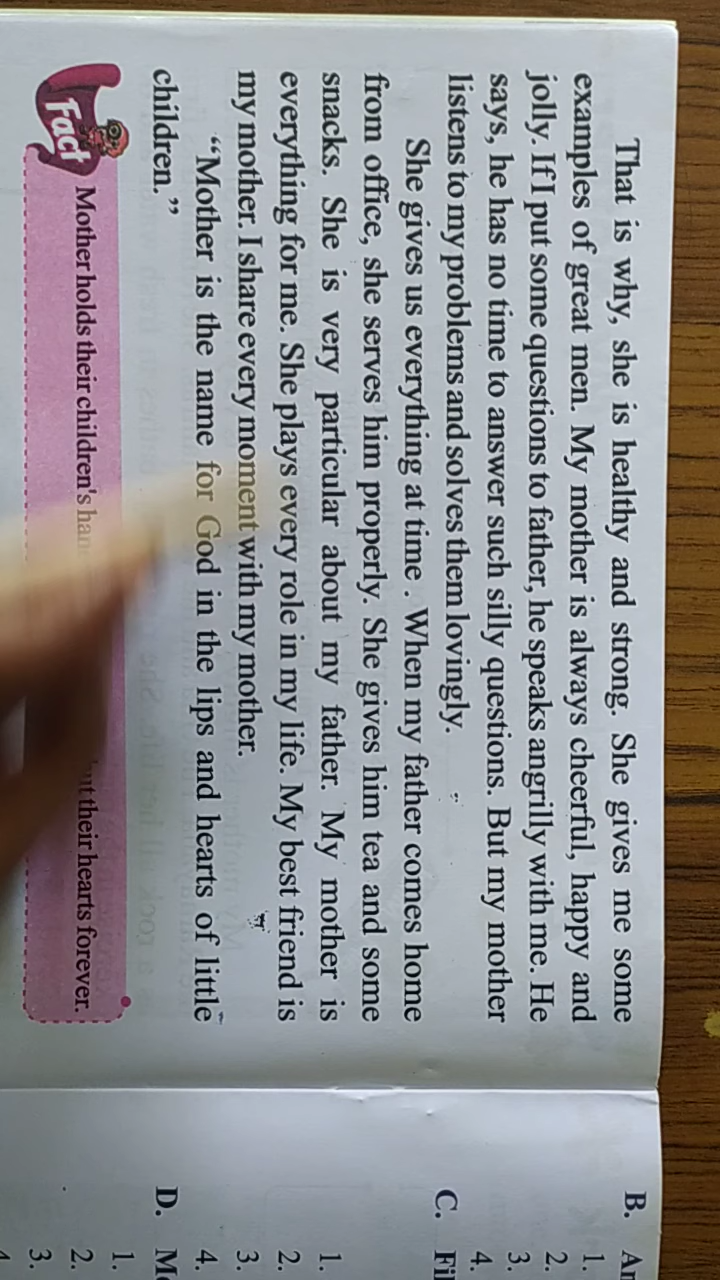 That is why, she is healthy and strong. She gives me some
examples of great men. My mother is always cheerful, happy and
jolly. If I put some questions to father, he speaks angrilly with me. He
says, he has no time to answer such silly questions. But my mother
listens to my problems and solves them lovingly.
She gives us everything at time . When my father comes home
from office, she serves him properly. She gives him tea and some
snacks. She is very particular about my father. My mother is
everything for me. She plays every role in my life. My best friend is
my mother. I share every moment with my mother.
“Mother is the name for God in the lips and hearts of little
children.”
Fact
Mother holds their children's their hearts forever.
B.
1.
2.
3.
4.
C.
1.
2.
3.
4.
D.
1.
2.
3.